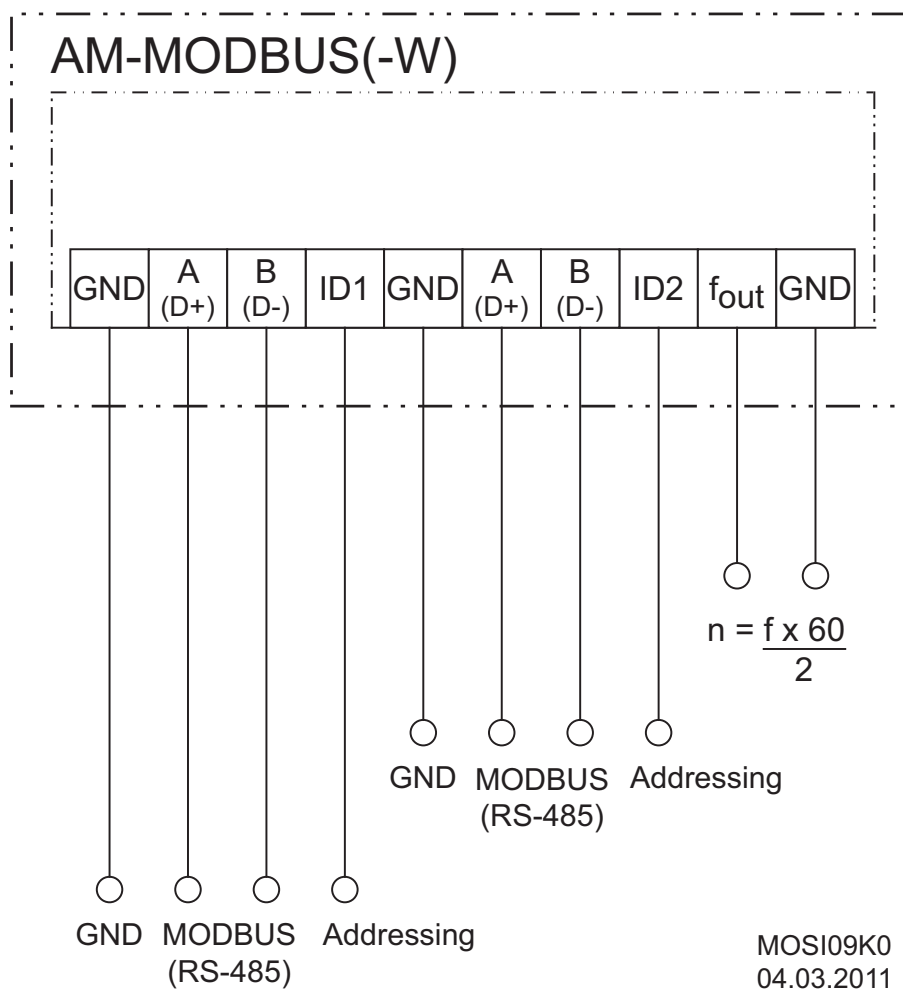 AM-MODBUS(-W)
GND A (D+) B (D-) ID1 GND A (D+) B (D-) ID2 fout GND
n = f x 60
2
GND MODBUS (RS-485) Addressing
GND MODBUS (RS-485) Addressing
MOSI09K0
04.03.2011